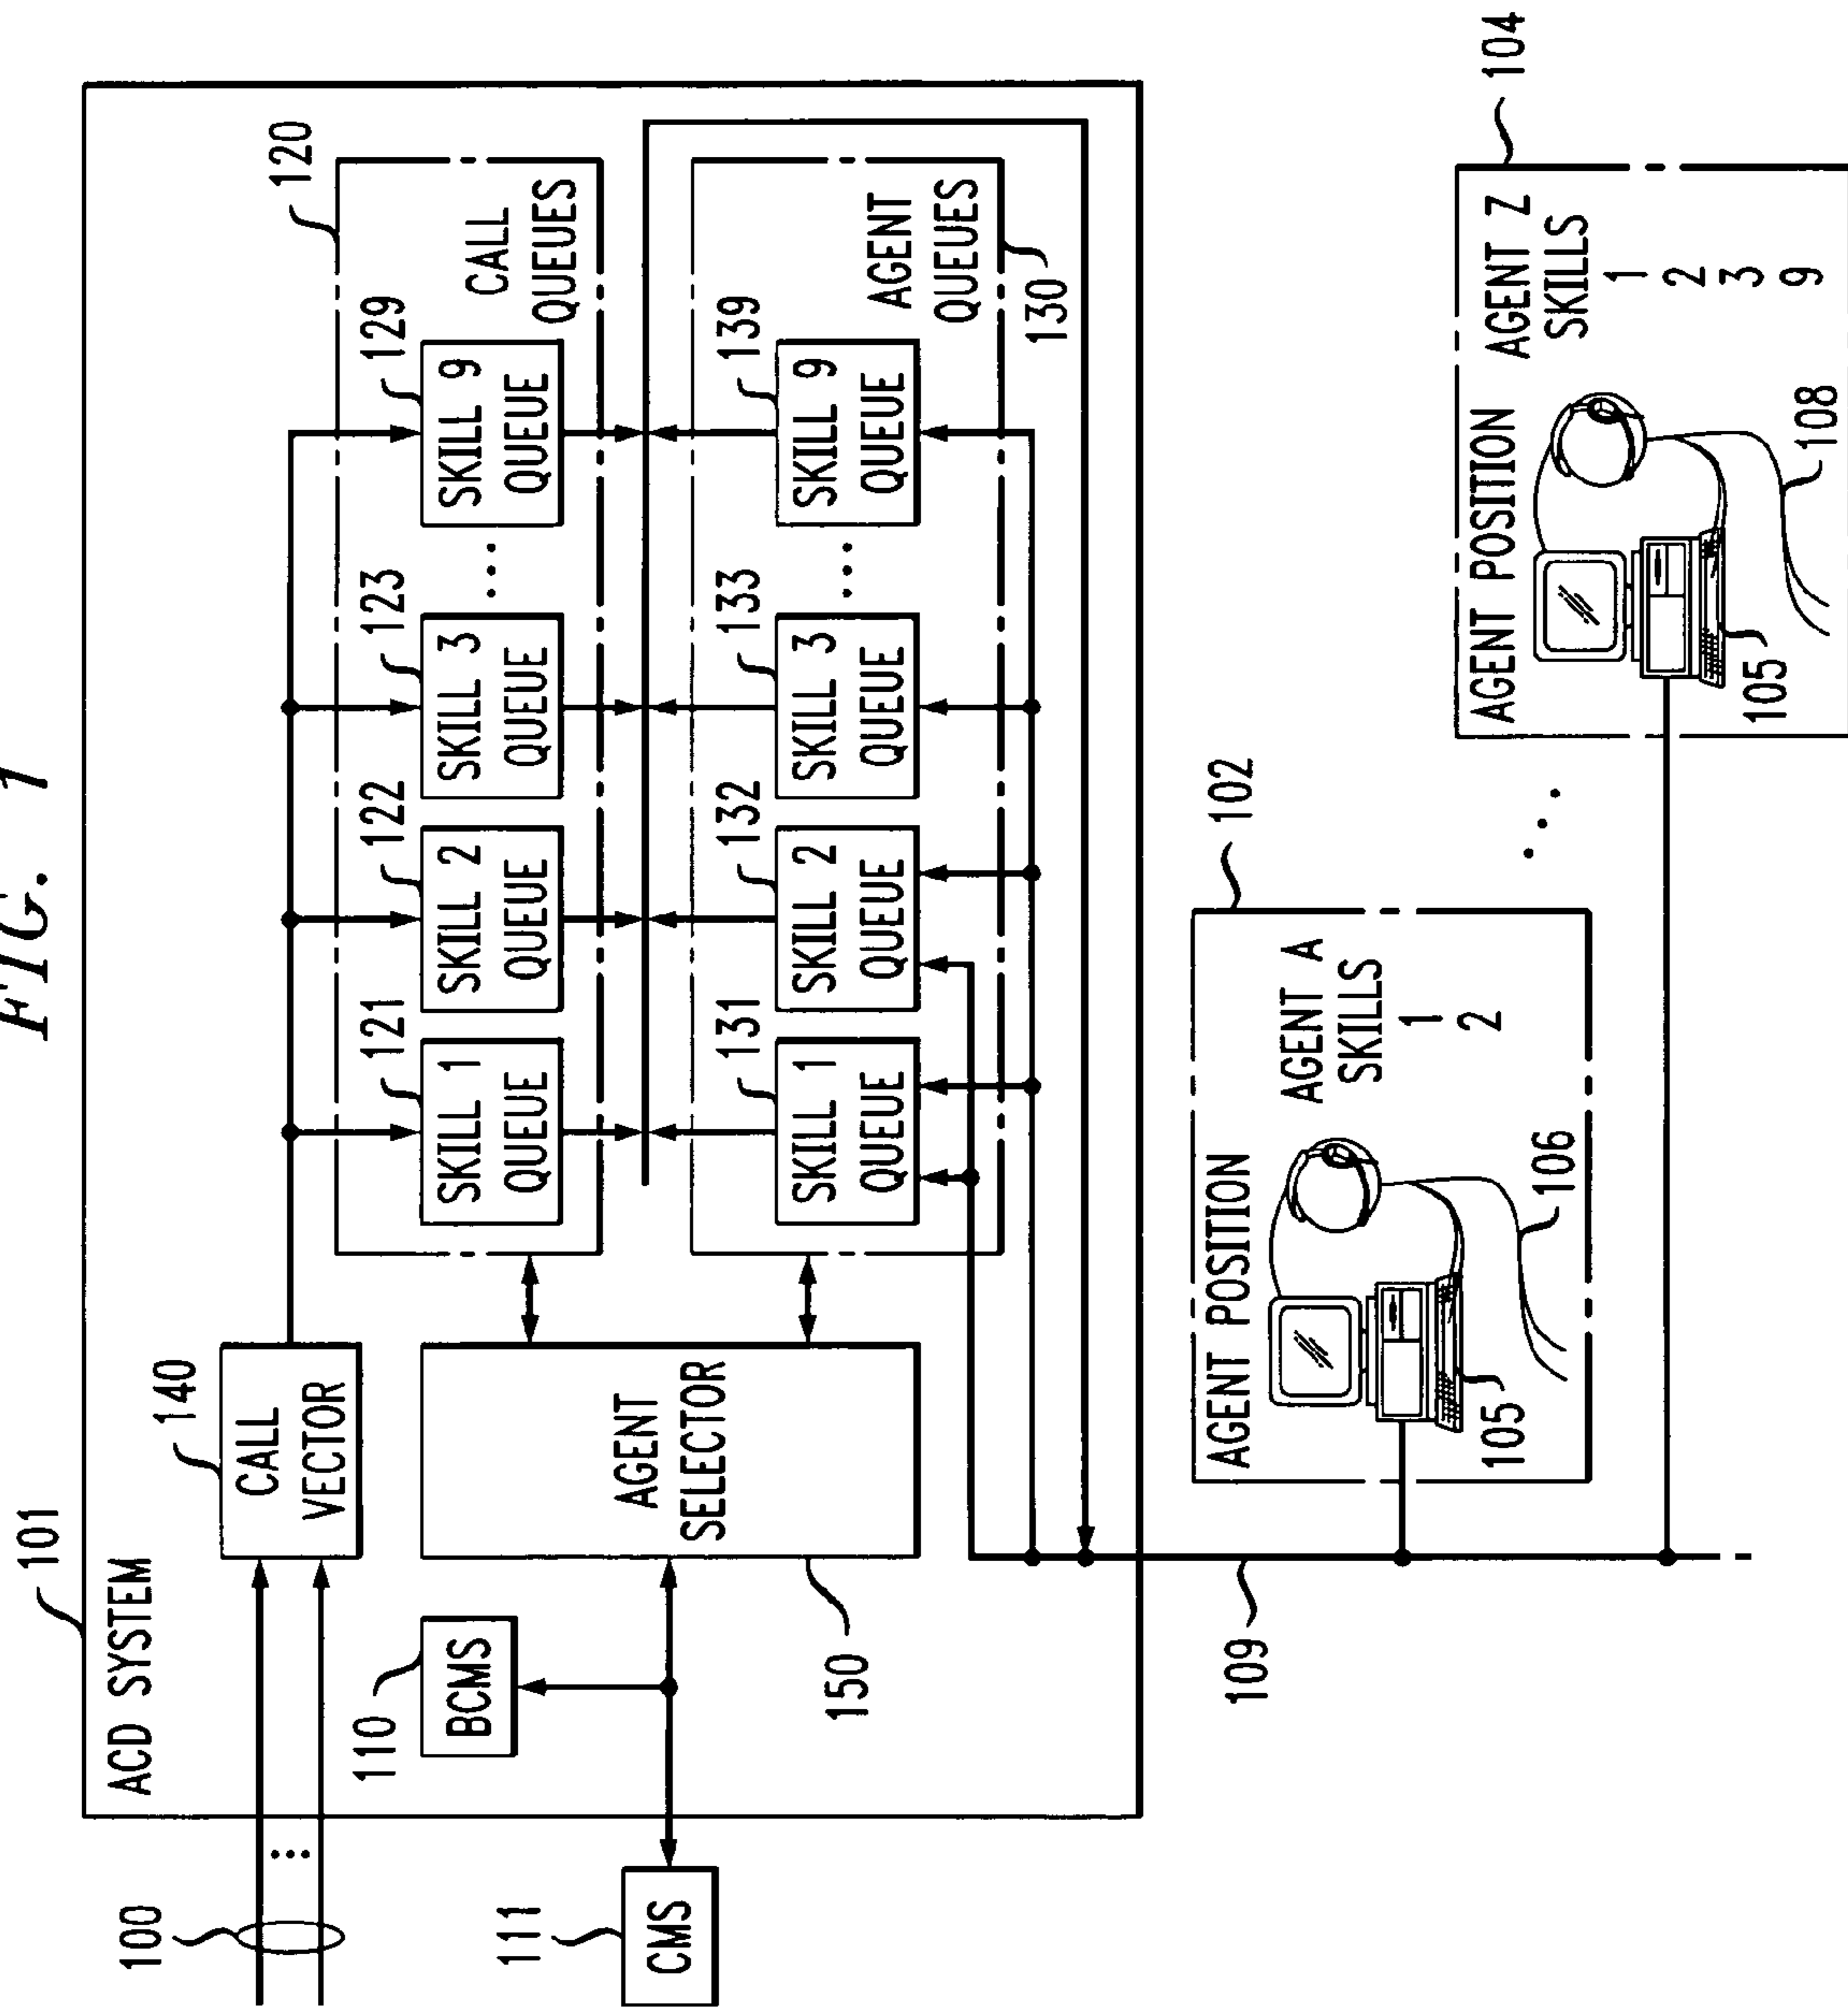 FIG. 1
101
ACD SYSTEM
100
140
CALL
VECTOR
120
121
SKILL 1
QUEUE
122
SKILL 2
QUEUE
123
SKILL 3
QUEUE
...
129
SKILL 9
QUEUE
CALL
QUEUES
110
BCMS
111
CMS
AGENT
SELECTOR
150
131
SKILL 1
QUEUE
132
SKILL 2
QUEUE
133
SKILL 3
QUEUE
...
139
SKILL 9
QUEUE
AGENT
QUEUES
130
109
102
AGENT POSITION
AGENT A
SKILLS
1
2
105
106
104
AGENT POSITION
AGENT Z
SKILLS
1
2
3
9
105
108